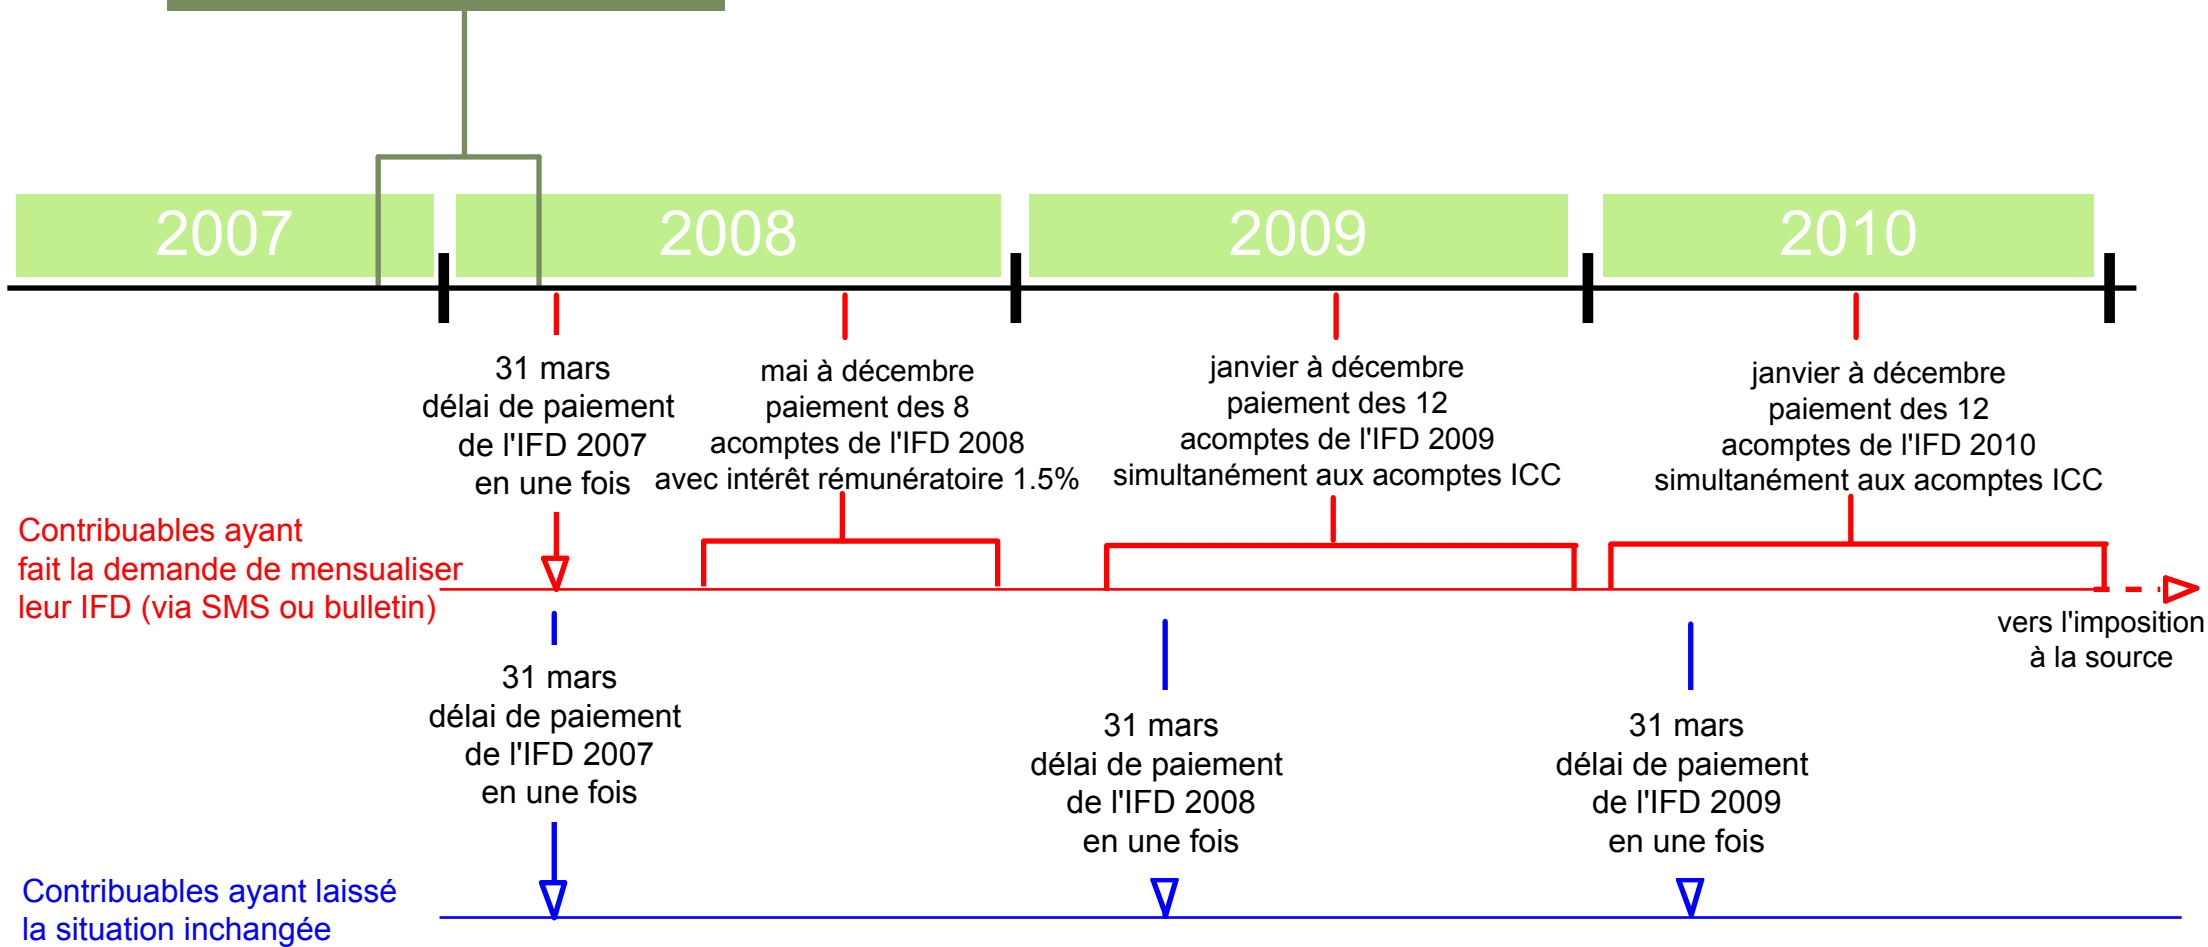 2007
2008
2009
2010
31 mars
délai de paiement
de l'IFD 2007
en une fois
mai à décembre
paiement des 8
acomptes de l'IFD 2008
avec intérêt rémunératoire 1.5%
janvier à décembre
paiement des 12
acomptes de l'IFD 2009
simultanément aux acomptes ICC
janvier à décembre
paiement des 12
acomptes de l'IFD 2010
simultanément aux acomptes ICC
Contribuables ayant
fait la demande de mensualiser
leur IFD (via SMS ou bulletin)
vers l'imposition
à la source
31 mars
délai de paiement
de l'IFD 2007
en une fois
31 mars
délai de paiement
de l'IFD 2008
en une fois
31 mars
délai de paiement
de l'IFD 2009
en une fois
Contribuables ayant laissé
la situation inchangée